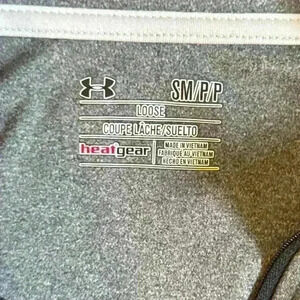 SM/P/P
LOOSE
COUPE LÂCHE/SUELTO
heatgear
MADE IN VIETNAM
FABRIQUÉ AU VIETNAM
HECHO EN VIETNAM